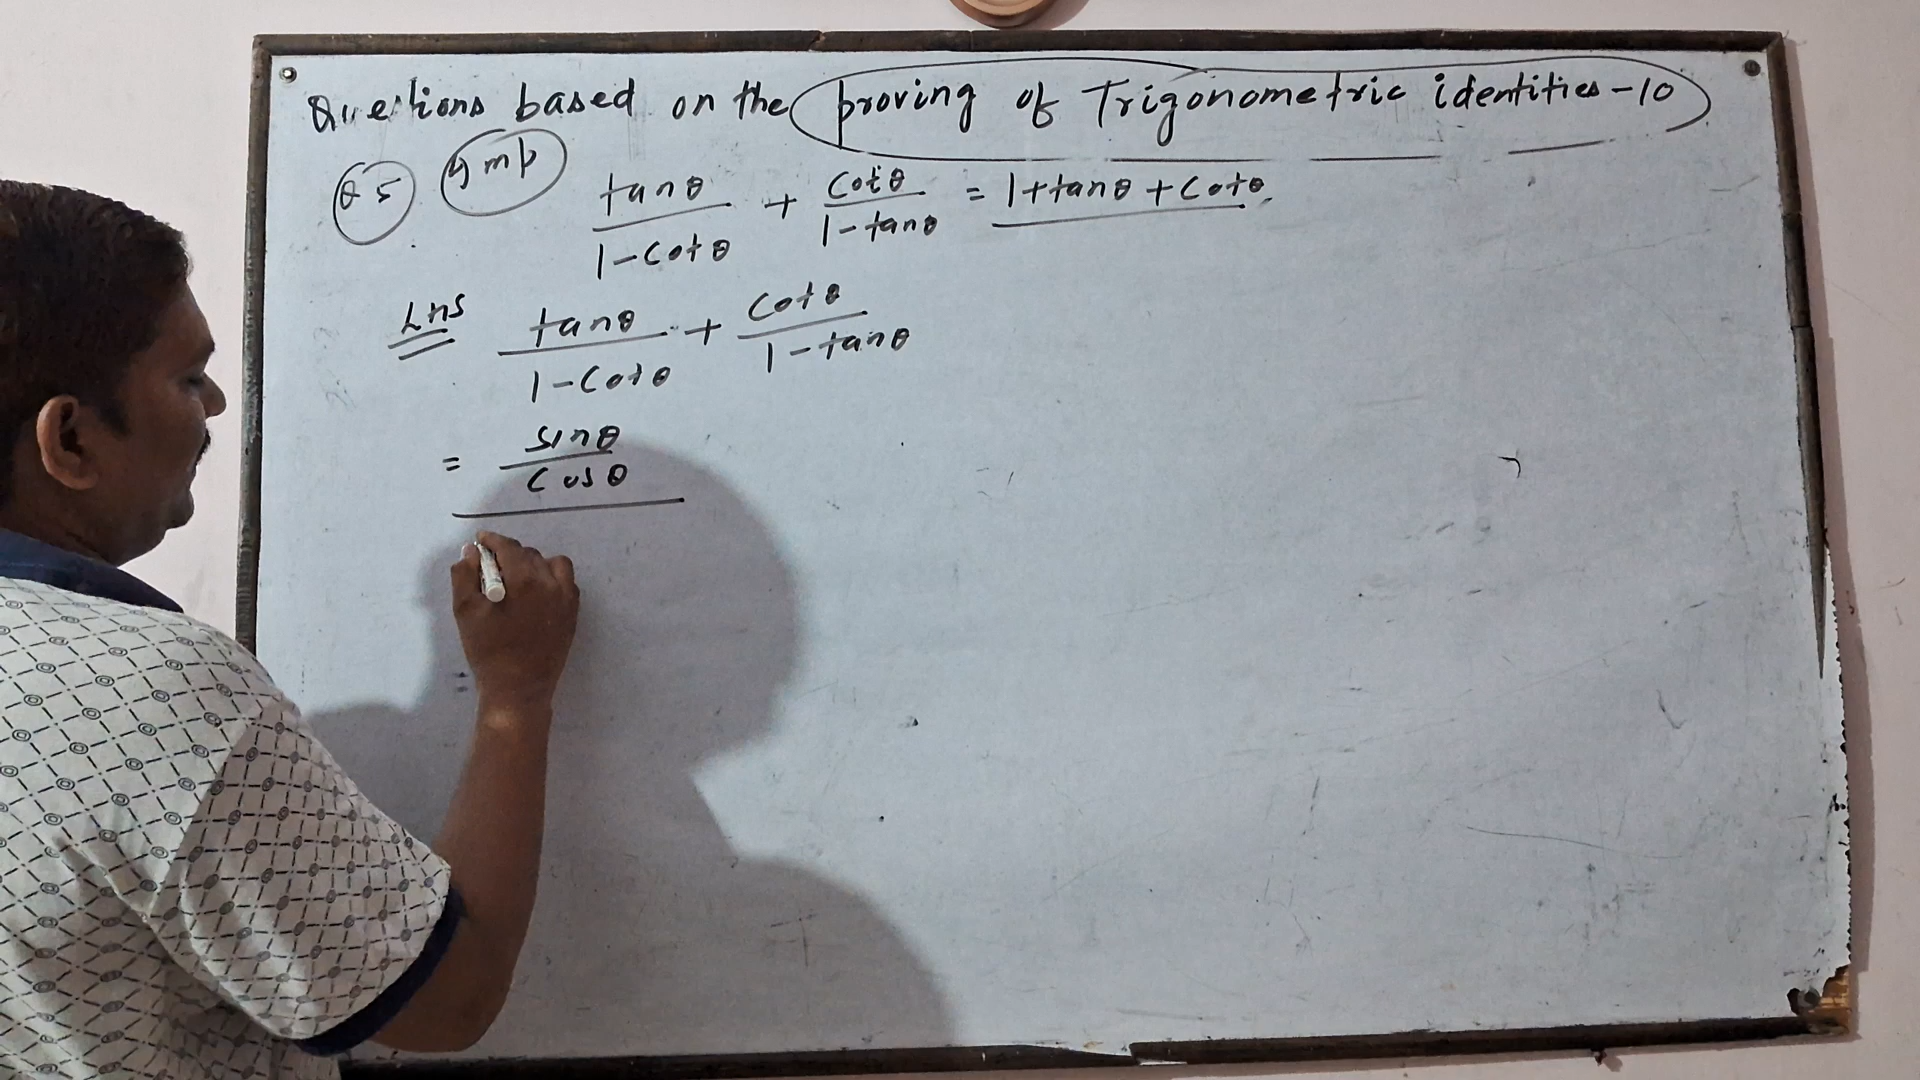 Questions based on the proving of Trigonometric identities-10
Q5 Imp tanθ/1-cotθ + cotθ/1-tanθ = 1+tanθ+cotθ
LHS tanθ/1-cotθ + cotθ/1-tanθ
= sinθ/cosθ
=